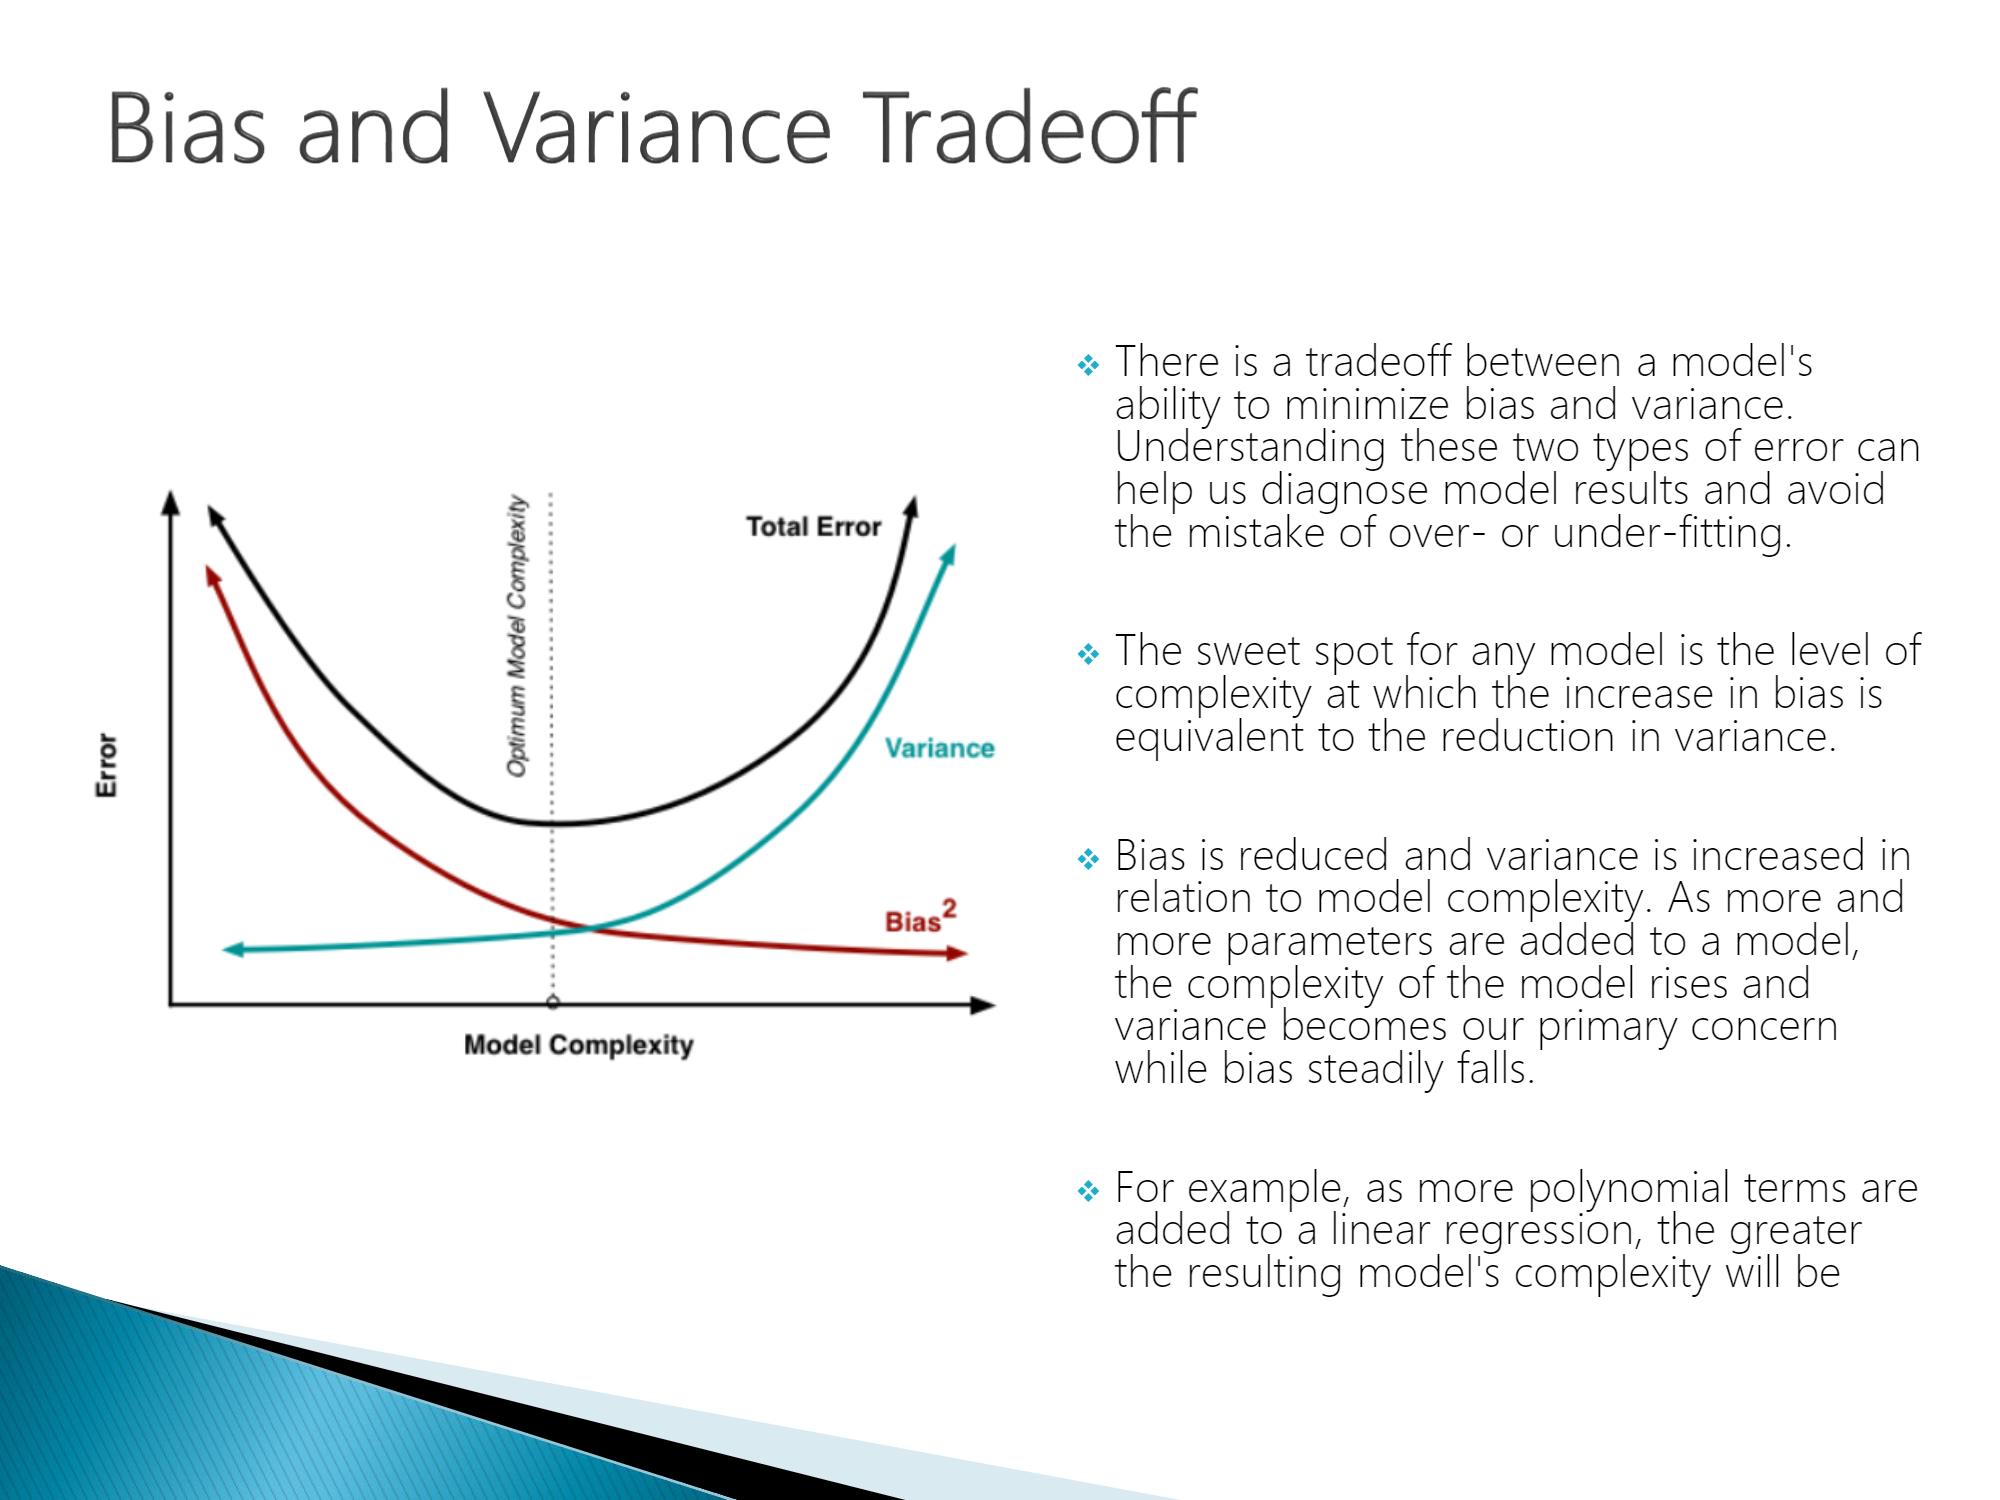 Bias and Variance Tradeoff
Optimum Model Complexity
Total Error
Variance
Error
Bias²
Model Complexity
There is a tradeoff between a model's
ability to minimize bias and variance.
Understanding these two types of error can
help us diagnose model results and avoid
the mistake of over- or under-fitting.
The sweet spot for any model is the level of
complexity at which the increase in bias is
equivalent to the reduction in variance.
Bias is reduced and variance is increased in
relation to model complexity. As more and
more parameters are added to a model,
the complexity of the model rises and
variance becomes our primary concern
while bias steadily falls.
For example, as more polynomial terms are
added to a linear regression, the greater
the resulting model's complexity will be